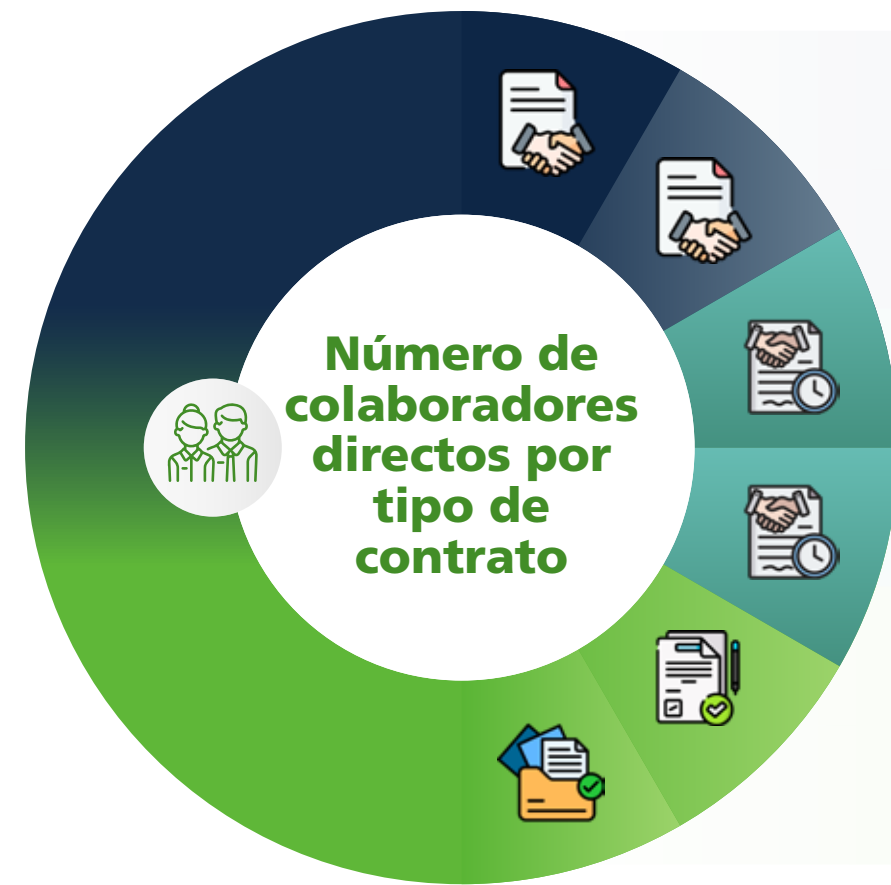 Número de
colaboradores
directos por
tipo de
contrato